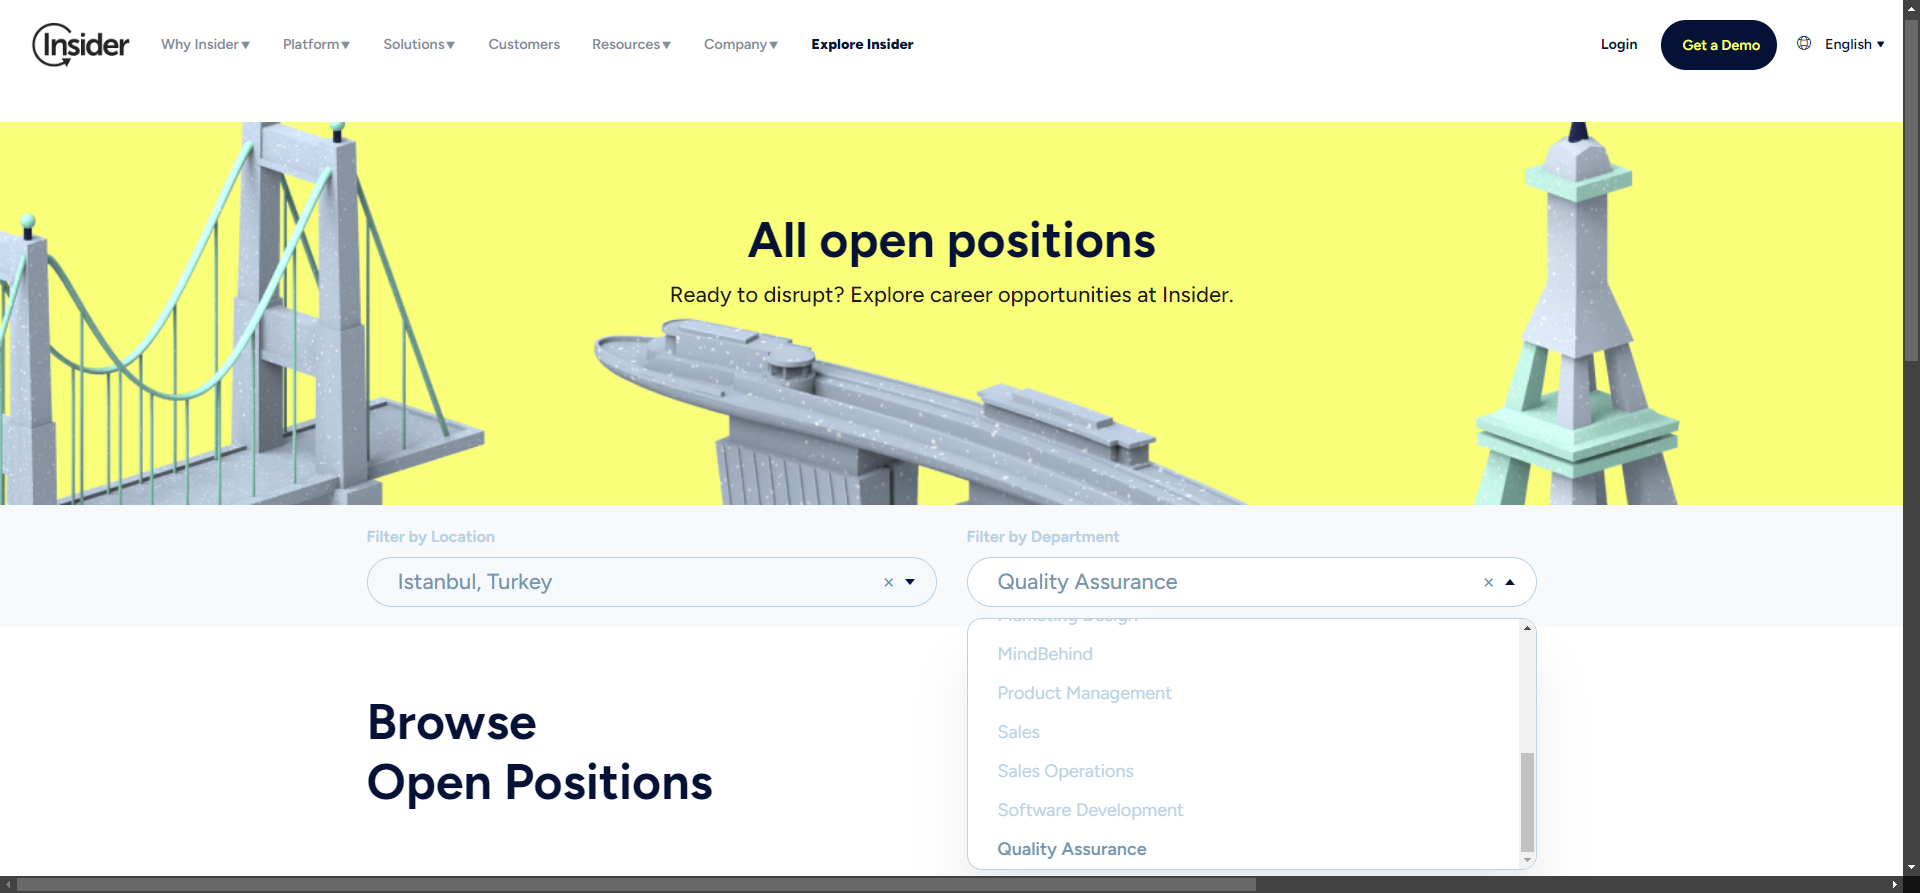 Insider
Why Insider▼ Platform▼ Solutions▼ Customers Resources▼ Company▼ Explore Insider Login Get a Demo English ▼
All open positions
Ready to disrupt? Explore career opportunities at Insider.
Filter by Location
Istanbul, Turkey × ▼
Filter by Department
Quality Assurance × ▲
Marketing Design
MindBehind
Product Management
Sales
Sales Operations
Software Development
Quality Assurance
Browse
Open Positions